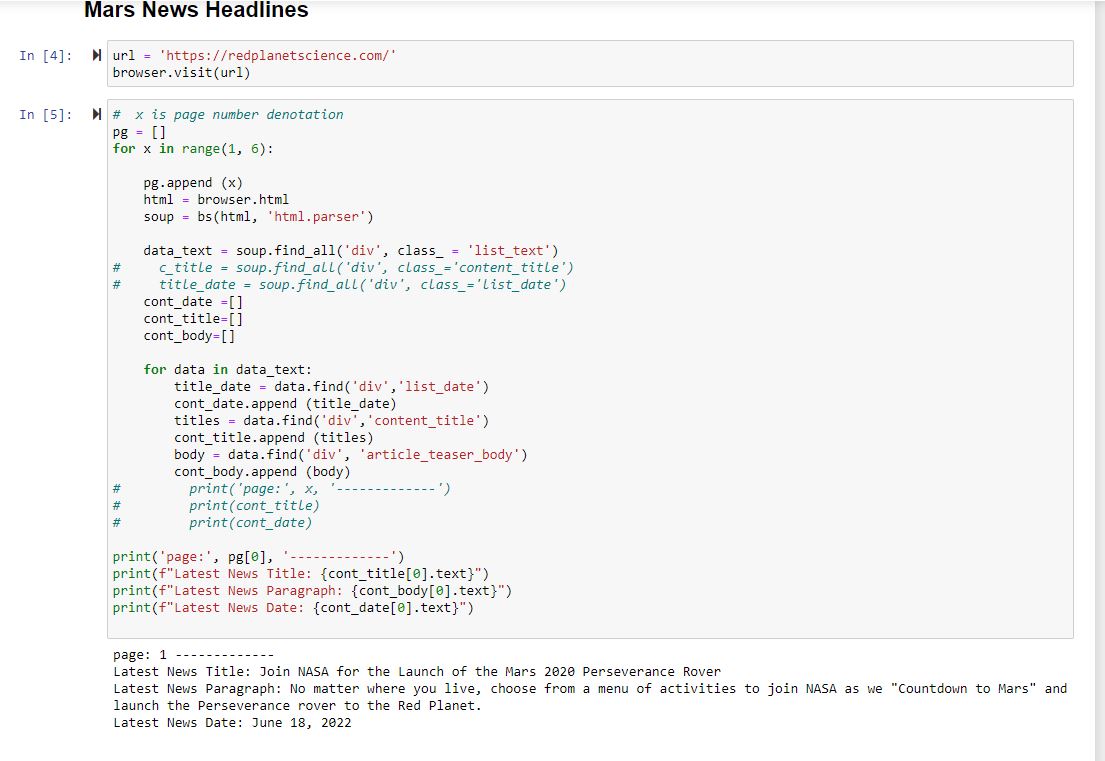 Mars News Headlines
In [4]: url = 'https://redplanetscience.com/'
browser.visit(url)
In [5]: #  x is page number denotation
pg = []
for x in range(1, 6):
    pg.append (x)
    html = browser.html
    soup = bs(html, 'html.parser')
    data_text = soup.find_all('div', class_ = 'list_text')
#     c_title = soup.find_all('div', class_='content_title')
#     title_date = soup.find_all('div', class_='list_date')
    cont_date =[]
    cont_title=[]
    cont_body=[]
    for data in data_text:
        title_date = data.find('div','list_date')
        cont_date.append (title_date)
        titles = data.find('div','content_title')
        cont_title.append (titles)
        body = data.find('div', 'article_teaser_body')
        cont_body.append (body)
#         print('page:', x, '-------------')
#         print(cont_title)
#         print(cont_date)
print('page:', pg[0], '-------------')
print(f"Latest News Title: {cont_title[0].text}")
print(f"Latest News Paragraph: {cont_body[0].text}")
print(f"Latest News Date: {cont_date[0].text}")
page: 1 -------------
Latest News Title: Join NASA for the Launch of the Mars 2020 Perseverance Rover
Latest News Paragraph: No matter where you live, choose from a menu of activities to join NASA as we "Countdown to Mars" and
launch the Perseverance rover to the Red Planet.
Latest News Date: June 18, 2022